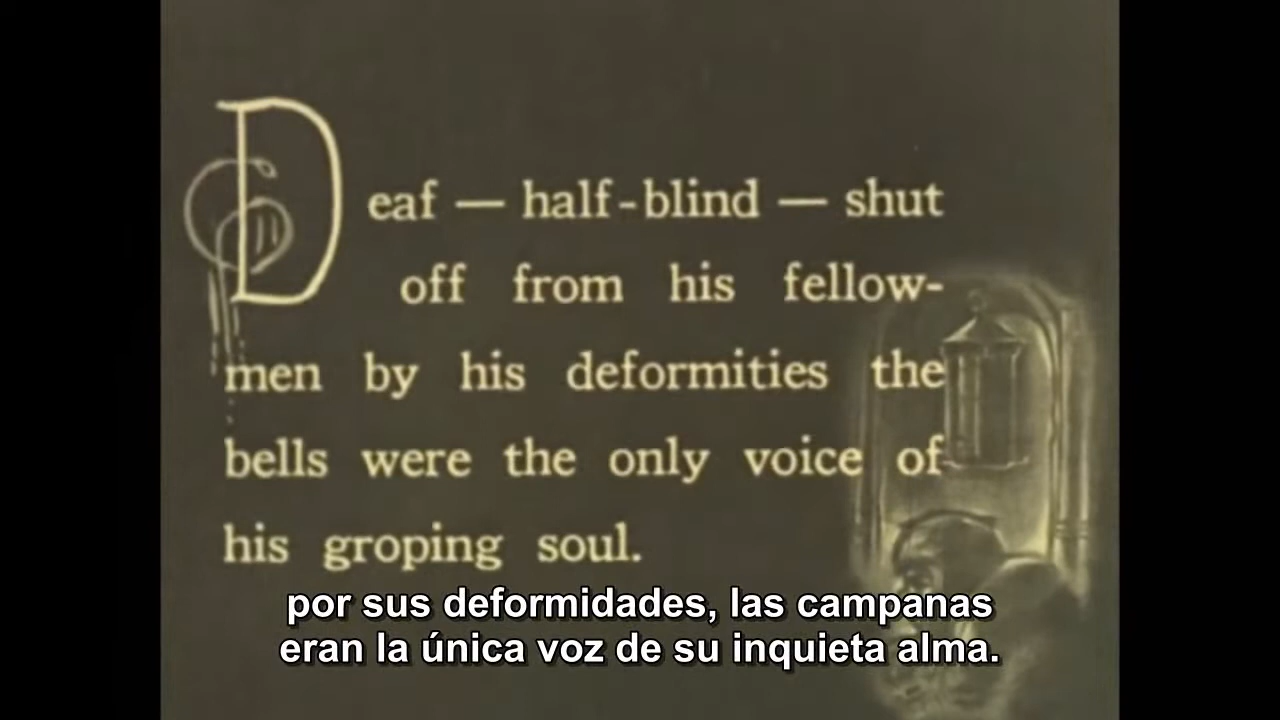 Deaf — half-blind — shut
off from his fellow-
men by his deformities the
bells were the only voice of
his groping soul.
por sus deformidades, las campanas
eran la única voz de su inquieta alma.